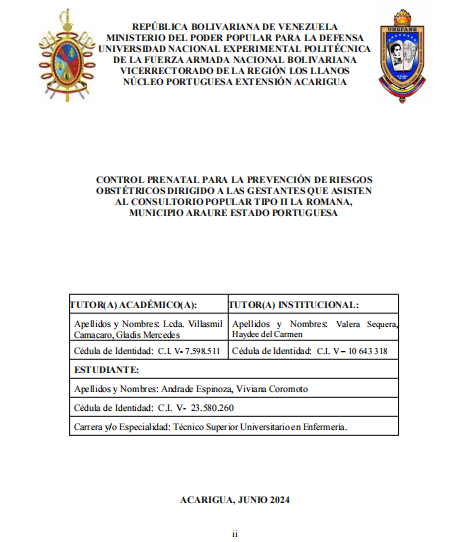 REPÚBLICA BOLIVARIANA DE VENEZUELA
MINISTERIO DEL PODER POPULAR PARA LA DEFENSA
UNIVERSIDAD NACIONAL EXPERIMENTAL POLITÉCNICA
DE LA FUERZA ARMADA NACIONAL BOLIVARIANA
VICERRECTORADO DE LA REGIÓN LOS LLANOS
NÚCLEO PORTUGUESA EXTENSIÓN ACARIGUA
UNEFANB
CONTROL PRENATAL PARA LA PREVENCIÓN DE RIESGOS
OBSTÉTRICOS DIRIGIDO A LAS GESTANTES QUE ASISTEN
AL CONSULTORIO POPULAR TIPO II LA ROMANA,
MUNICIPIO ARAURE ESTADO PORTUGUESA
TUTOR(A) ACADÉMICO(A):
TUTOR(A) INSTITUCIONAL:
Apellidos y Nombres: Lcda. Villasmil
Camacaro, Gladis Mercedes
Apellidos y Nombres: Valera Sequera,
Haydee del Carmen
Cédula de Identidad: C.I. V- 7.598.511
Cédula de Identidad: C.I. V – 10 643 318
ESTUDIANTE:
Apellidos y Nombres: Andrade Espinoza, Viviana Coromoto
Cédula de Identidad: C.I. V- 23.580.260
Carrera y/o Especialidad: Técnico Superior Universitario en Enfermería.
ACARIGUA, JUNIO 2024
ii